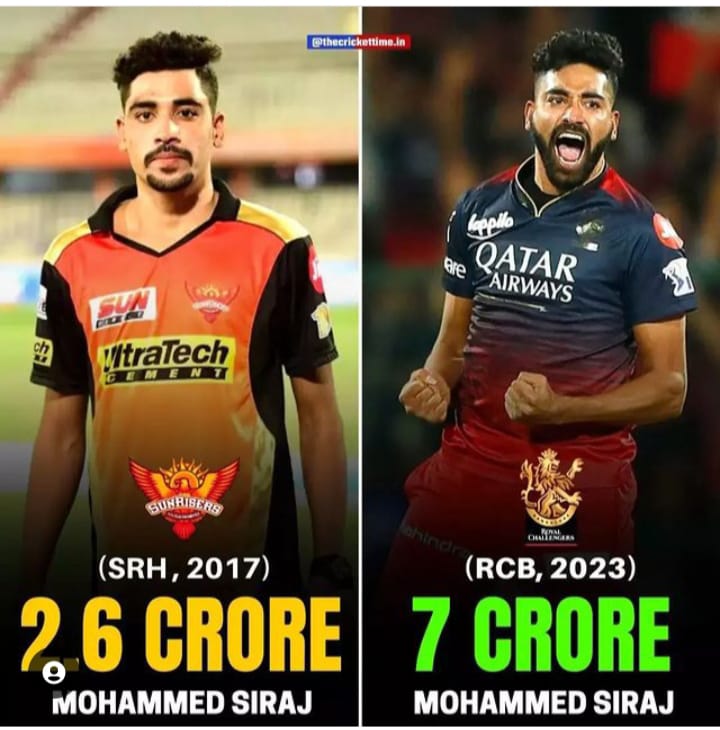 @thecrickettime.in
SUN
UltraTech
CEMENT
SUNRISERS
(SRH, 2017)
2.6 CRORE
MOHAMMED SIRAJ
happilo
QATAR
AIRWAYS
ROYAL
CHALLENGERS
(RCB, 2023)
7 CRORE
MOHAMMED SIRAJ